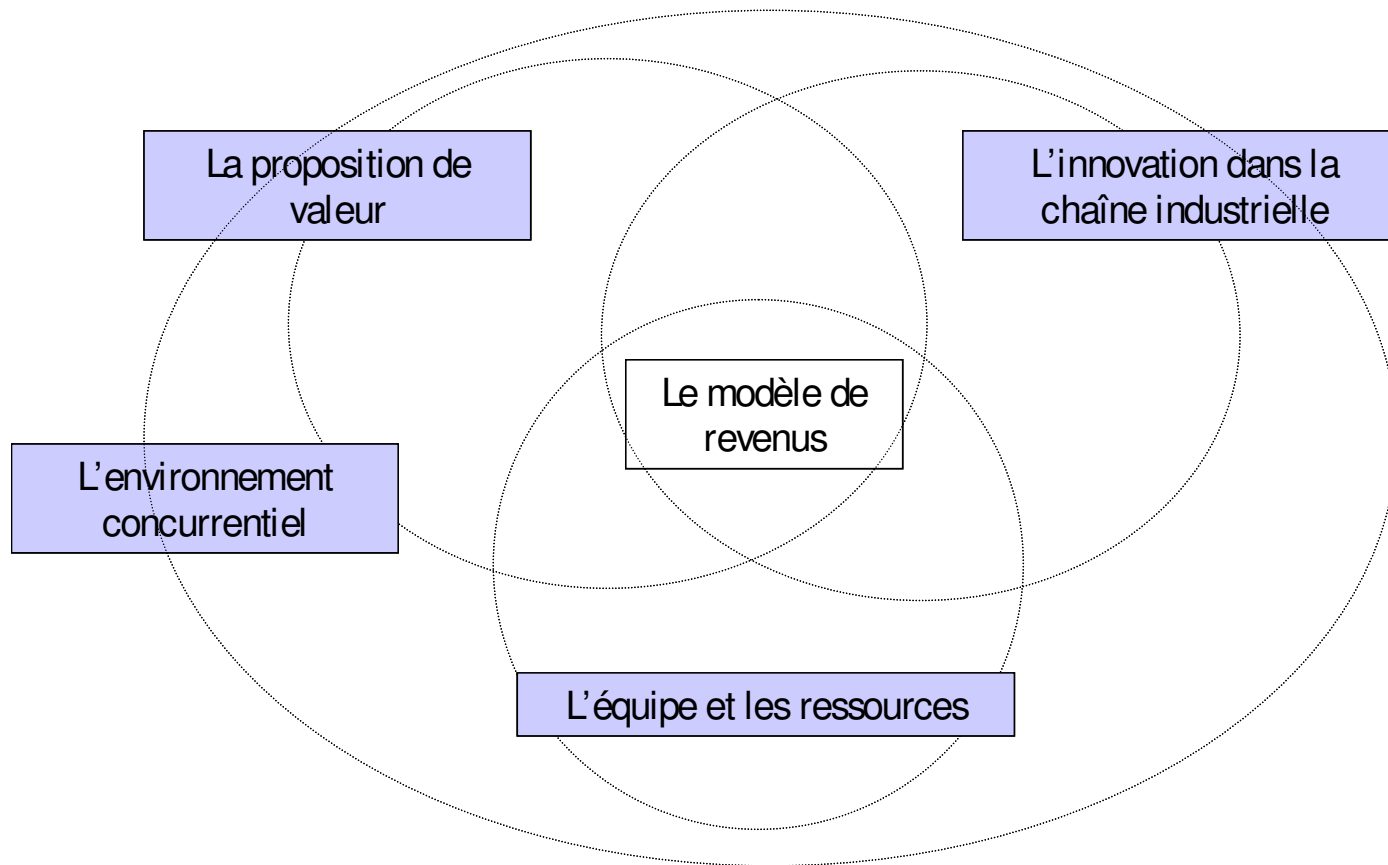 La proposition de
valeur
L’innovation dans la
chaîne industrielle
Le modèle de
revenus
L’environnement
concurrentiel
L’équipe et les ressources